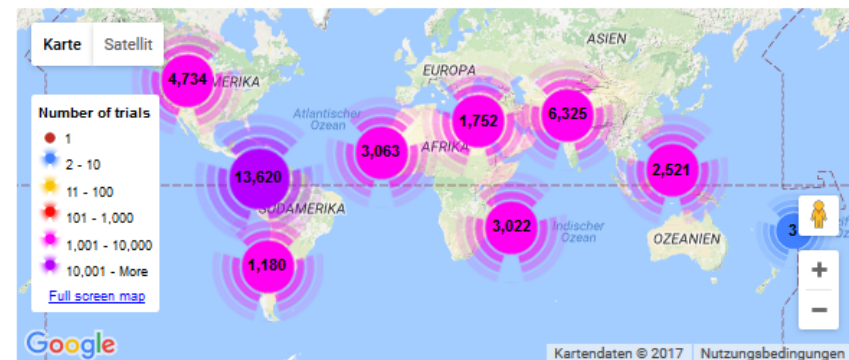 Karte Satellit
Number of trials
1
2 - 10
11 - 100
101 - 1,000
1,001 - 10,000
10,001 - More
Full screen map
ASIEN
EUROPA
4,734 MERIKA
Atlantischer
Ozean
6,325
1,752
3,063 AFRIKA
13,620
2,521
SÜDAMERIKA
3,022 Indischer
Ozean
OZEANIEN
3
1,180
+
−
Google
Kartendaten © 2017 Nutzungsbedingungen